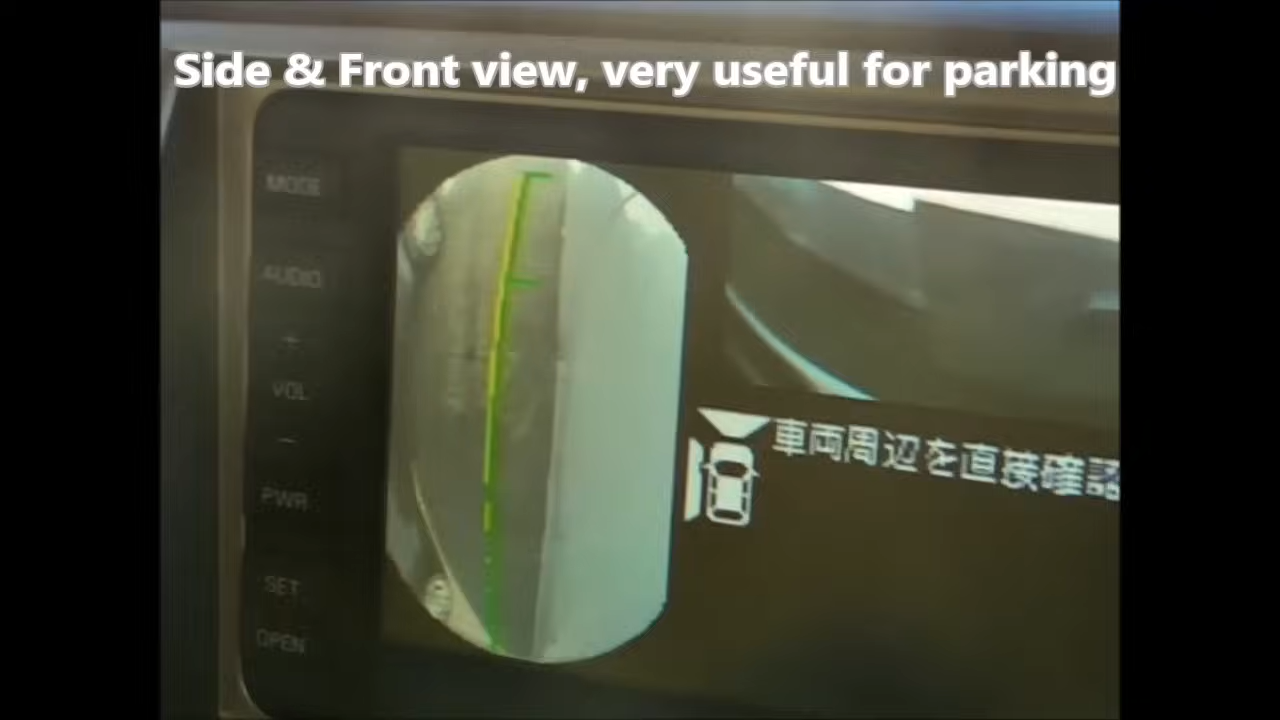 Side & Front view, very useful for parking
MODE
AUDIO
+
VOL
−
PWR
SET
OPEN
車両周辺を直接確認